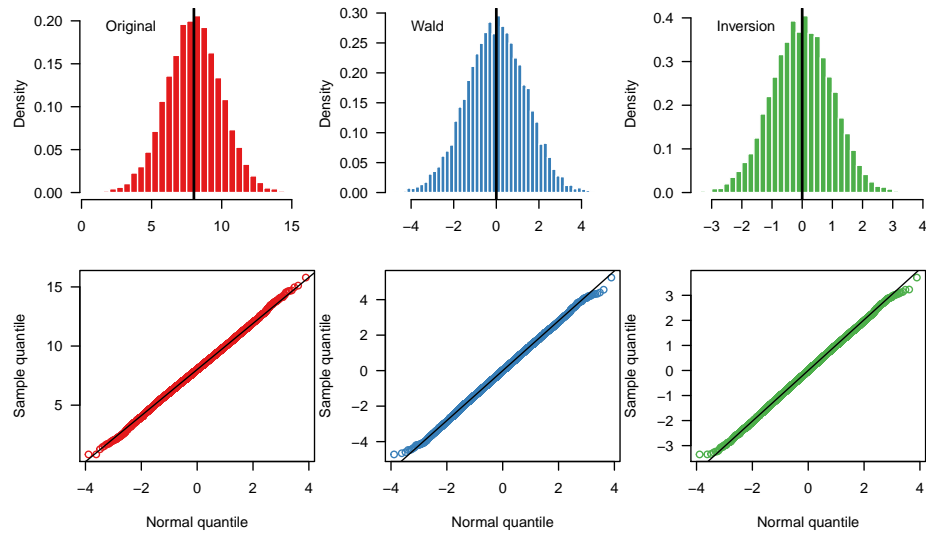 Original
Density
0.20
0.15
0.10
0.05
0.00
0 5 10 15
Wald
Density
0.30
0.25
0.20
0.15
0.10
0.05
0.00
−4 −2 0 2 4
Inversion
Density
0.4
0.3
0.2
0.1
0.0
−3 −2 −1 0 1 2 3 4
Sample quantile
15
10
5
−4 −2 0 2 4
Normal quantile
Sample quantile
4
2
0
−2
−4
−4 −2 0 2 4
Normal quantile
Sample quantile
3
2
1
0
−1
−2
−3
−4 −2 0 2 4
Normal quantile